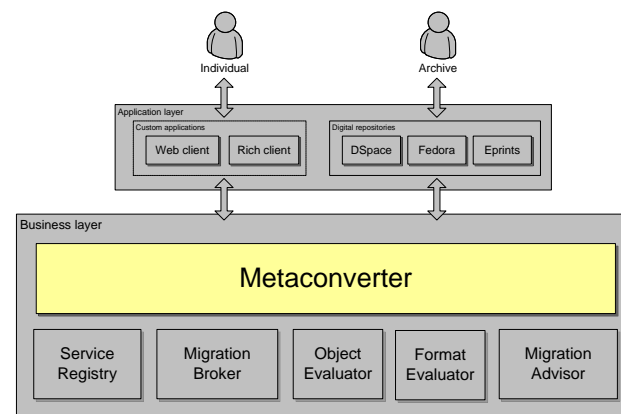 Individual
Archive
Application layer
Custom applications
Digital repositories
Web client
Rich client
DSpace
Fedora
Eprints
Business layer
Metaconverter
Service
Registry
Migration
Broker
Object
Evaluator
Format
Evaluator
Migration
Advisor